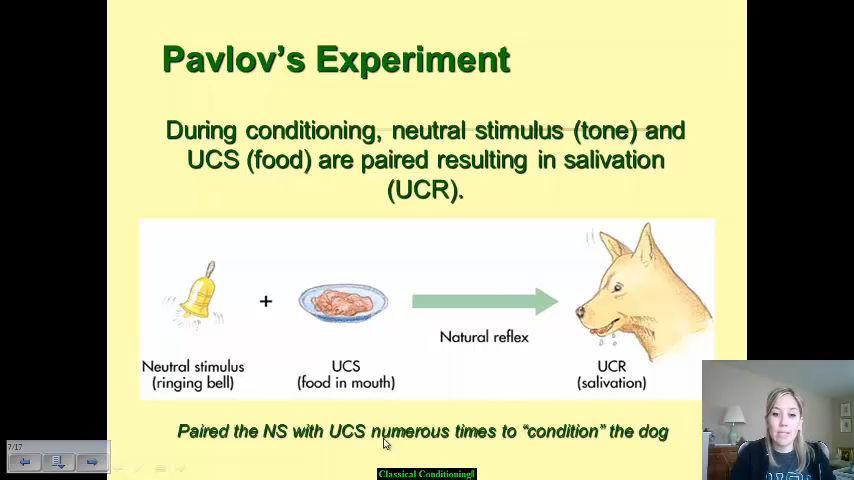 Pavlov's Experiment
During conditioning, neutral stimulus (tone) and
UCS (food) are paired resulting in salivation
(UCR).
+
Natural reflex
Neutral stimulus
(ringing bell)
UCS
(food in mouth)
UCR
(salivation)
Paired the NS with UCS numerous times to “condition” the dog
7/17
Classical Conditioning